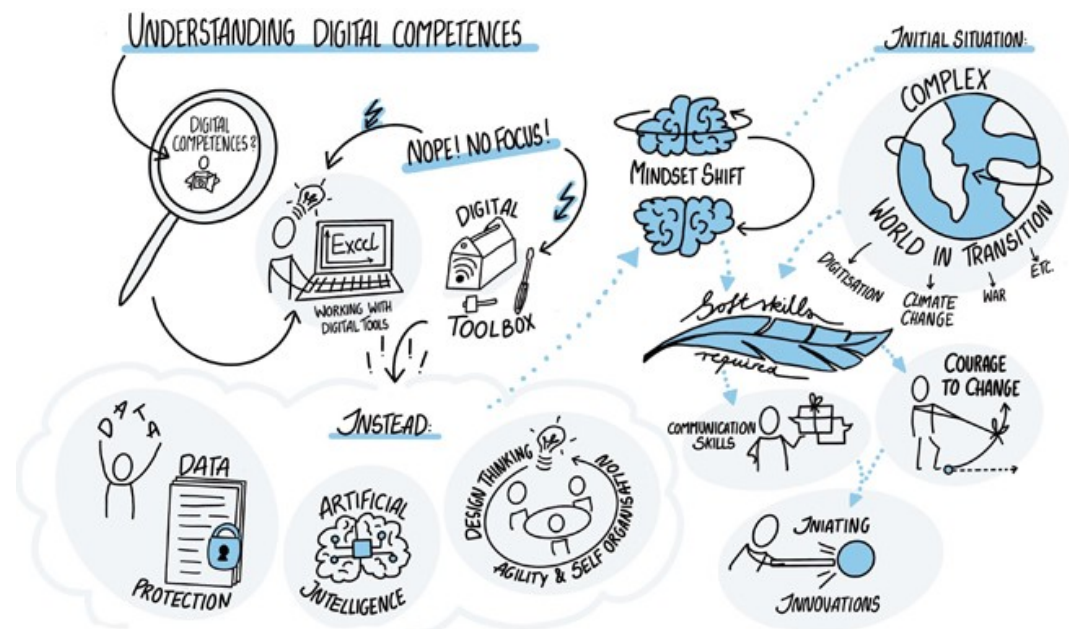 UNDERSTANDING DIGITAL COMPETENCES
DIGITAL
COMPETENCES?
NOPE! NO FOCUS!
Excel
WORKING WITH
DIGITAL TOOLS
DIGITAL
TOOLBOX
INSTEAD:
DATA
DATA
PROTECTION
ARTIFICIAL
INTELLIGENCE
DESIGN THINKING
AGILITY & SELF ORGANISATION
MINDSET SHIFT
INITIAL SITUATION:
COMPLEX
WORLD IN TRANSITION
DIGITISATION
CLIMATE
CHANGE
WAR
ETC.
Soft skills
required
COMMUNICATION
SKILLS
COURAGE
TO CHANGE
INIATING
INNOVATIONS